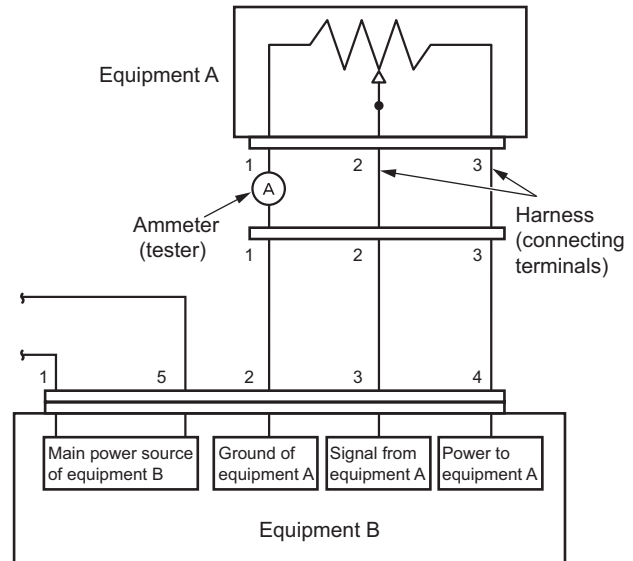 Equipment A
1 2 3
A
Ammeter
(tester)
Harness
(connecting
terminals)
1 2 3
1 5 2 3 4
Main power source
of equipment B
Ground of
equipment A
Signal from
equipment A
Power to
equipment A
Equipment B